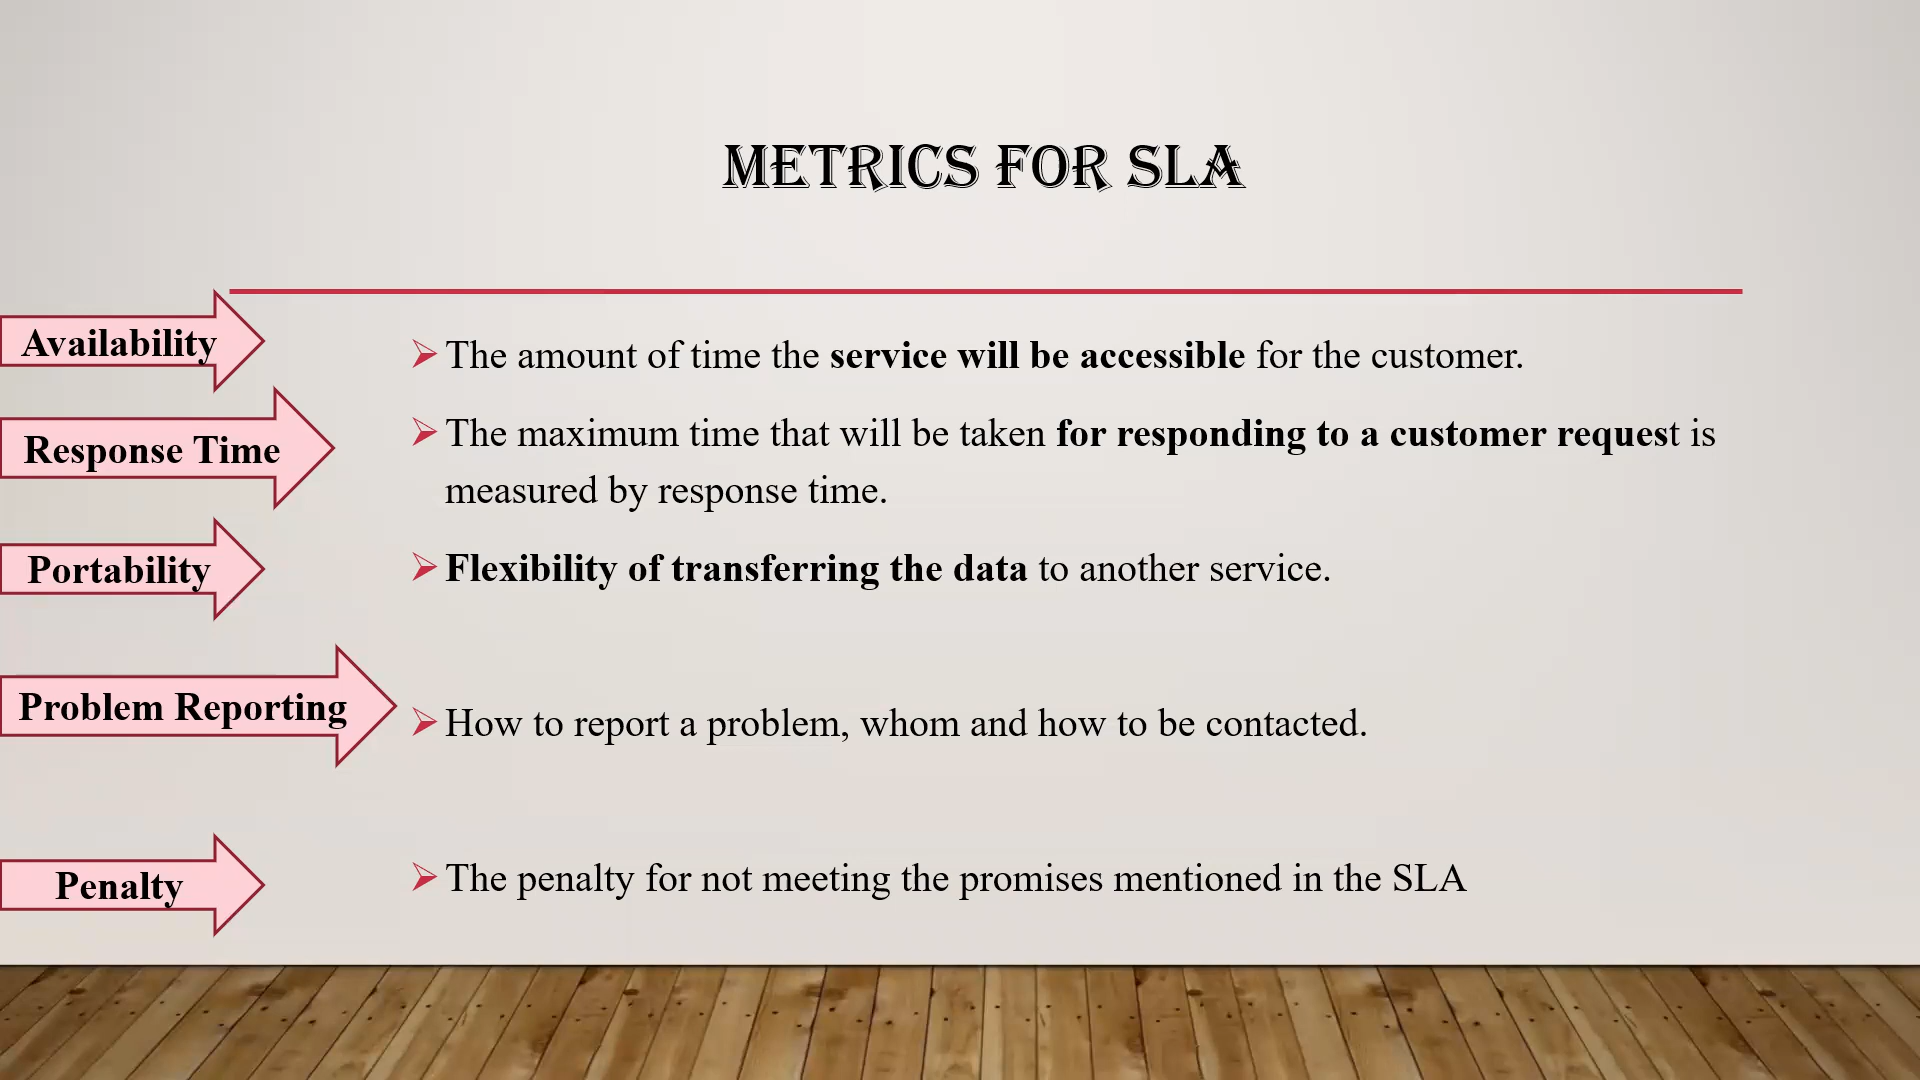 METRICS FOR SLA
Availability
The amount of time the service will be accessible for the customer.
Response Time
The maximum time that will be taken for responding to a customer request is
measured by response time.
Portability
Flexibility of transferring the data to another service.
Problem Reporting
How to report a problem, whom and how to be contacted.
Penalty
The penalty for not meeting the promises mentioned in the SLA